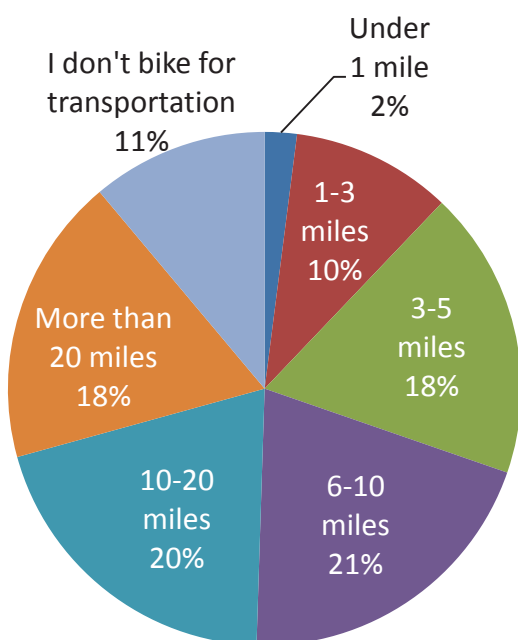 Under
1 mile
2%
I don't bike for
transportation
11%
1-3
miles
10%
3-5
miles
18%
More than
20 miles
18%
10-20
miles
20%
6-10
miles
21%